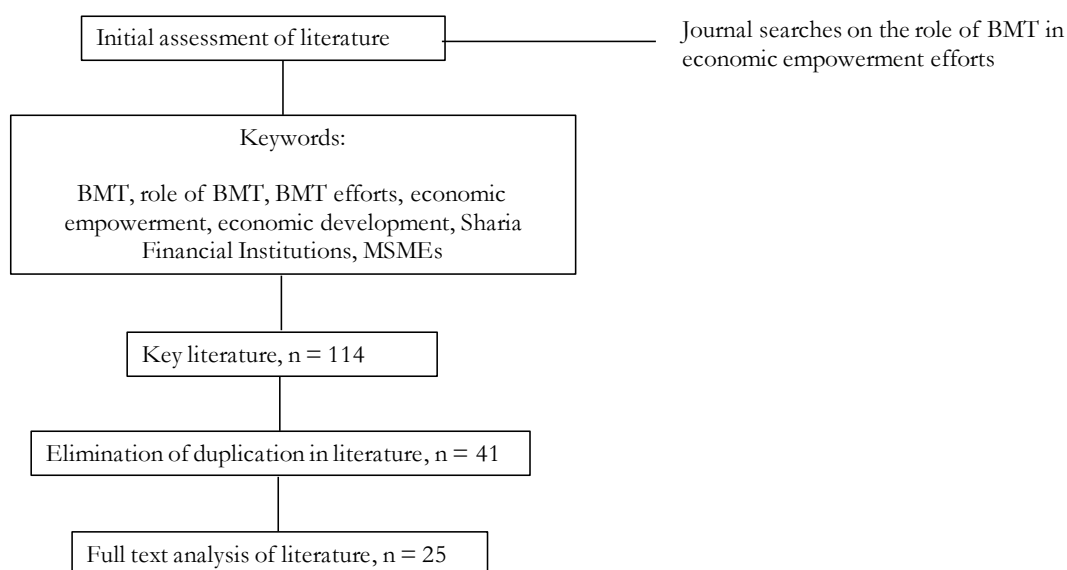 Initial assessment of literature
Journal searches on the role of BMT in
economic empowerment efforts
Keywords:
BMT, role of BMT, BMT efforts, economic
empowerment, economic development, Sharia
Financial Institutions, MSMEs
Key literature, n = 114
Elimination of duplication in literature, n = 41
Full text analysis of literature, n = 25